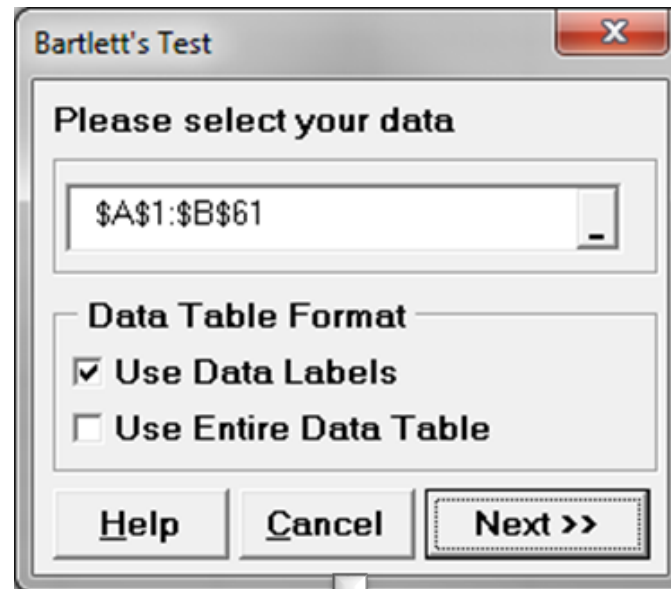 Bartlett's Test
Please select your data
$A$1:$B$61
Data Table Format
Use Data Labels
Use Entire Data Table
Help Cancel Next >>